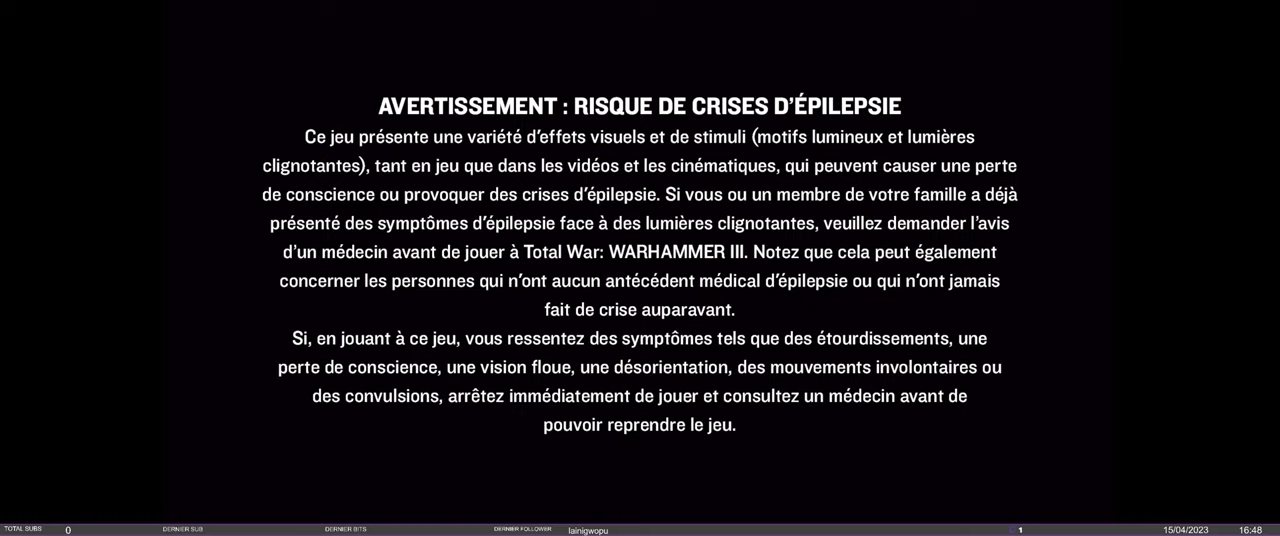 AVERTISSEMENT : RISQUE DE CRISES D'ÉPILEPSIE
Ce jeu présente une variété d'effets visuels et de stimuli (motifs lumineux et lumières
clignotantes), tant en jeu que dans les vidéos et les cinématiques, qui peuvent causer une perte
de conscience ou provoquer des crises d'épilepsie. Si vous ou un membre de votre famille a déjà
présenté des symptômes d'épilepsie face à des lumières clignotantes, veuillez demander l'avis
d'un médecin avant de jouer à Total War: WARHAMMER III. Notez que cela peut également
concerner les personnes qui n'ont aucun antécédent médical d'épilepsie ou qui n'ont jamais
fait de crise auparavant.
Si, en jouant à ce jeu, vous ressentez des symptômes tels que des étourdissements, une
perte de conscience, une vision floue, une désorientation, des mouvements involontaires ou
des convulsions, arrêtez immédiatement de jouer et consultez un médecin avant de
pouvoir reprendre le jeu.
TOTAL SUBS 0 DERNIER SUB DERNIER BITS DERNIER FOLLOWER lainigwopu 1 15/04/2023 16:48